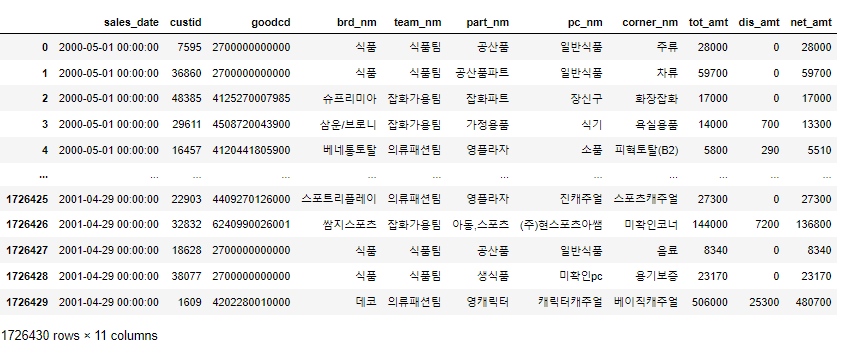 sales_date custid goodcd brd_nm team_nm part_nm pc_nm corner_nm tot_amt dis_amt net_amt
0 2000-05-01 00:00:00 7595 2700000000000 식품 식품팀 공산품 일반식품 주류 28000 0 28000
1 2000-05-01 00:00:00 36860 2700000000000 식품 식품팀 공산품파트 일반식품 차류 59700 0 59700
2 2000-05-01 00:00:00 48385 4125270007985 슈프리미아 잡화가용팀 잡화파트 장신구 화장잡화 17000 0 17000
3 2000-05-01 00:00:00 29611 4508720043900 삼운/브로니 잡화가용팀 가정용품 식기 욕실용품 14000 700 13300
4 2000-05-01 00:00:00 16457 4120441805900 베네통토탈 의류패션팀 영플라자 소품 피혁토탈(B2) 5800 290 5510
... ... ... ... ... ... ... ... ... ... ... ...
1726425 2001-04-29 00:00:00 22903 4409270126000 스포트리플레이 의류패션팀 영플라자 진캐주얼 스포츠캐주얼 27300 0 27300
1726426 2001-04-29 00:00:00 32832 6240990026001 쌈지스포츠 잡화가용팀 아동,스포츠 (주)현스포츠아쌤 미확인코너 144000 7200 136800
1726427 2001-04-29 00:00:00 18628 2700000000000 식품 식품팀 공산품 일반식품 음료 8340 0 8340
1726428 2001-04-29 00:00:00 38077 2700000000000 식품 식품팀 생식품 미확인pc 용기보증 23170 0 23170
1726429 2001-04-29 00:00:00 1609 4202280010000 데코 의류패션팀 영캐릭터 캐릭터캐주얼 베이직캐주얼 506000 25300 480700
1726430 rows × 11 columns